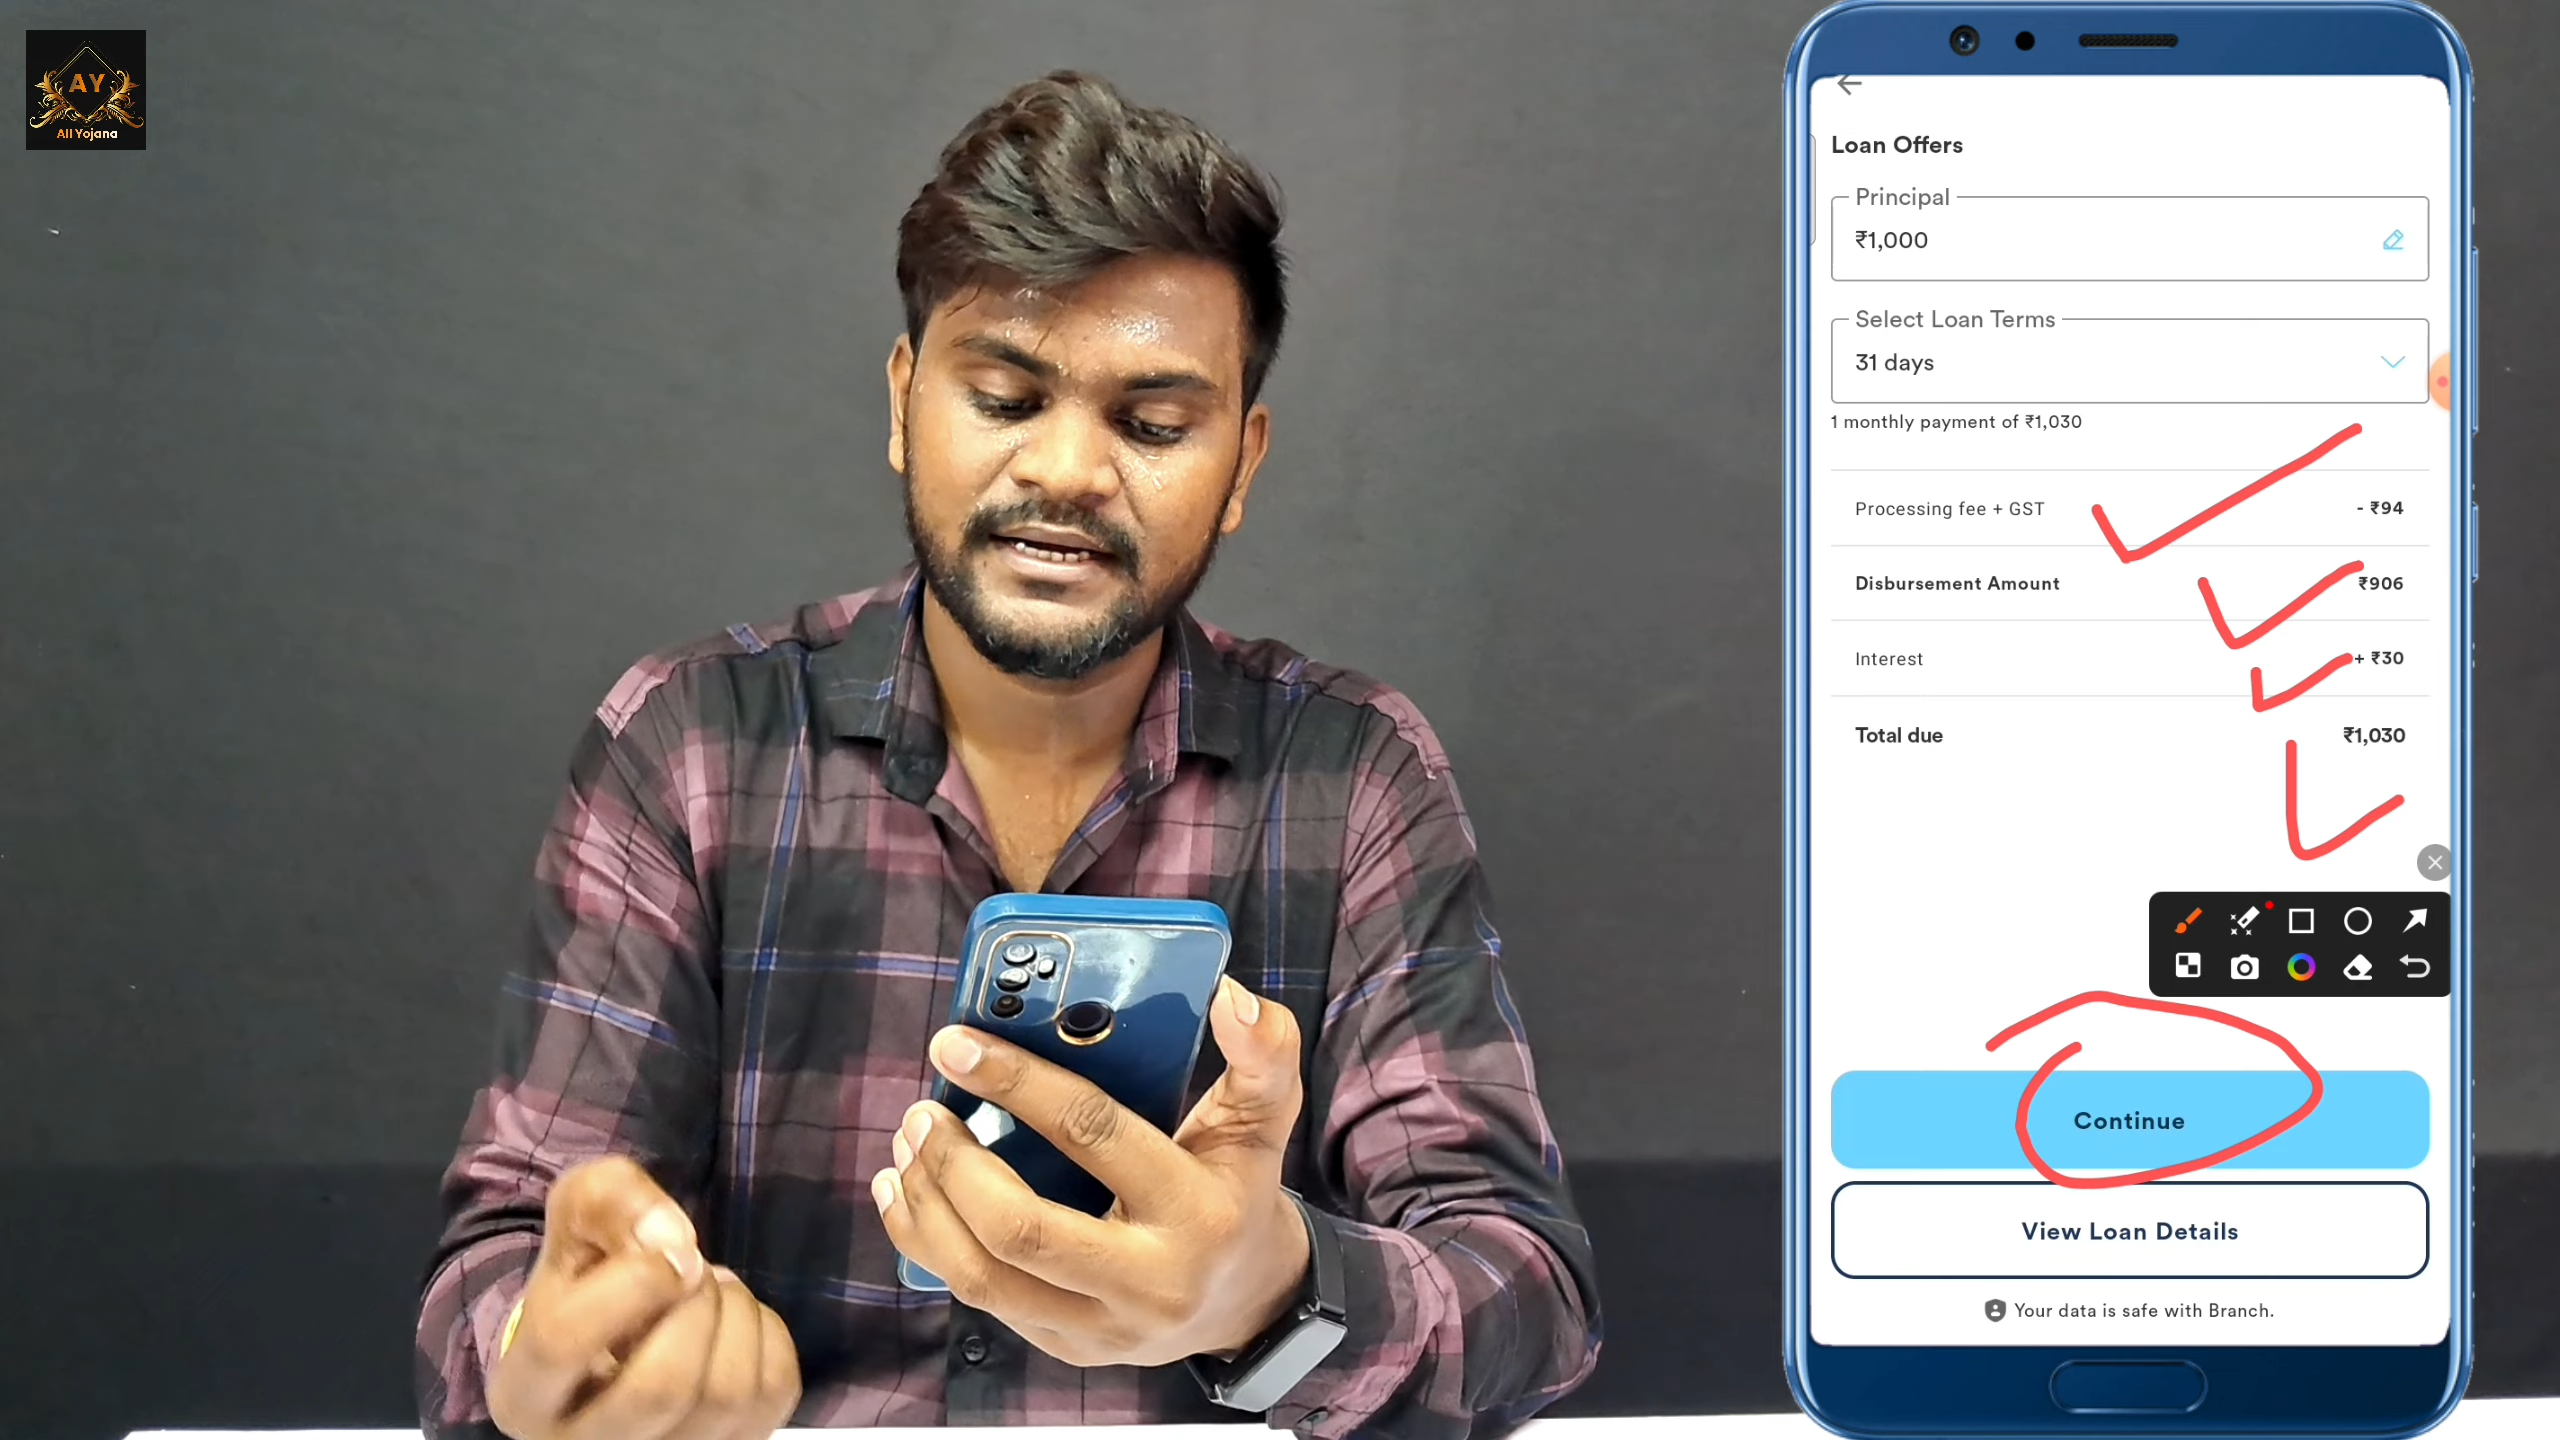 AY
All Yojana
Loan Offers
Principal
₹1,000
Select Loan Terms
31 days
1 monthly payment of ₹1,030
Processing fee + GST - ₹94
Disbursement Amount ₹906
Interest + ₹30
Total due ₹1,030
Continue
View Loan Details
Your data is safe with Branch.